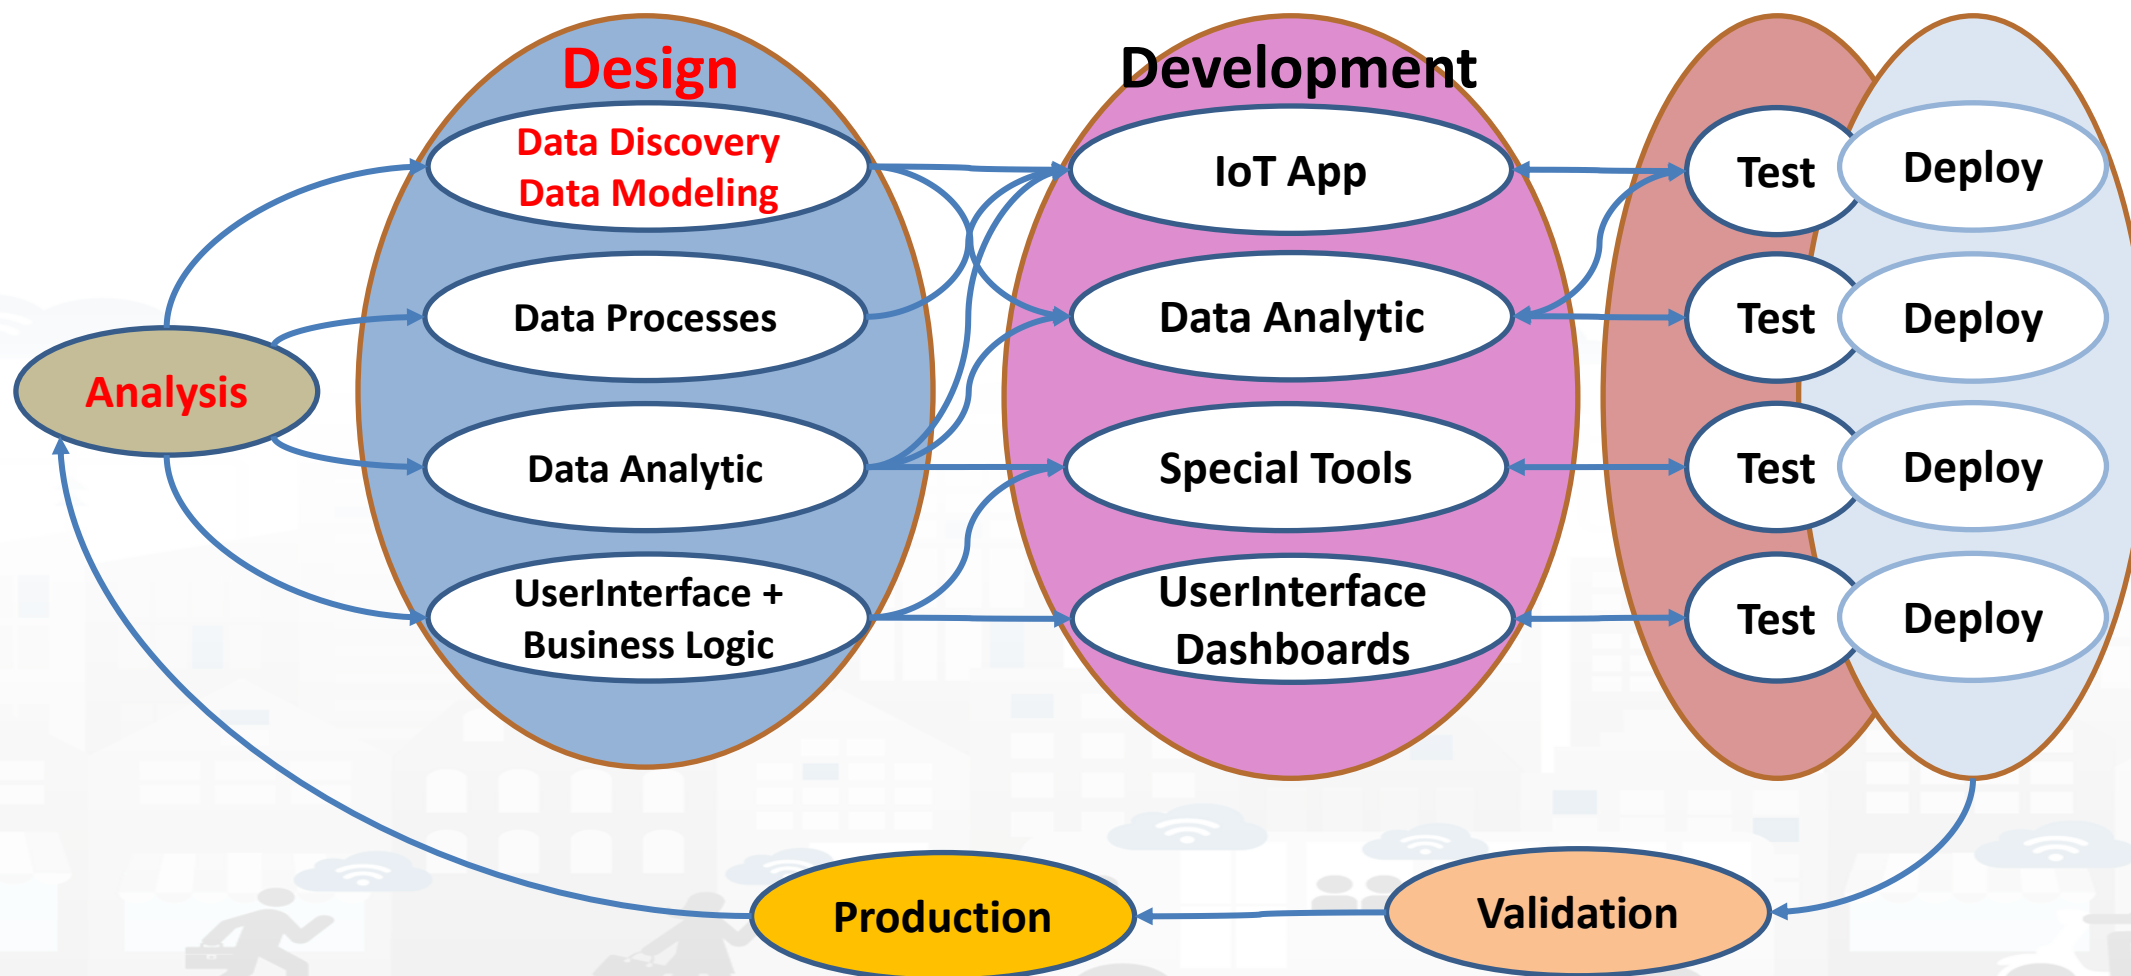 Design
Development
Data Discovery
Data Modeling
IoT App
Test
Deploy
Data Processes
Data Analytic
Test
Deploy
Analysis
Data Analytic
Special Tools
Test
Deploy
UserInterface +
Business Logic
UserInterface
Dashboards
Test
Deploy
Production
Validation